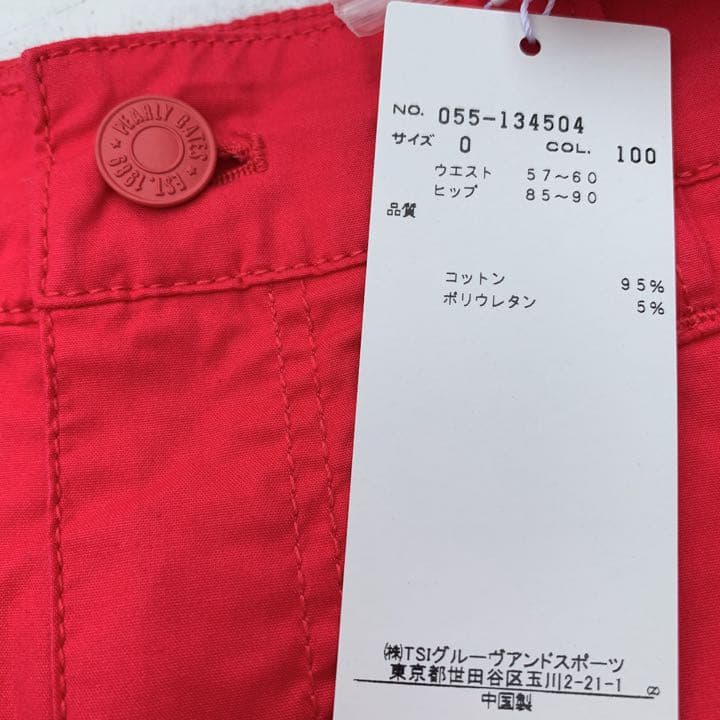 PEARLY GATES
EST. 1989
NO. 055-134504
サイズ 0 COL. 100
ウエスト 57~60
ヒップ 85~90
品質
コットン 95%
ポリウレタン 5%
㈱TSIグルーヴアンドスポーツ
東京都世田谷区玉川2-21-1 (2)
中国製